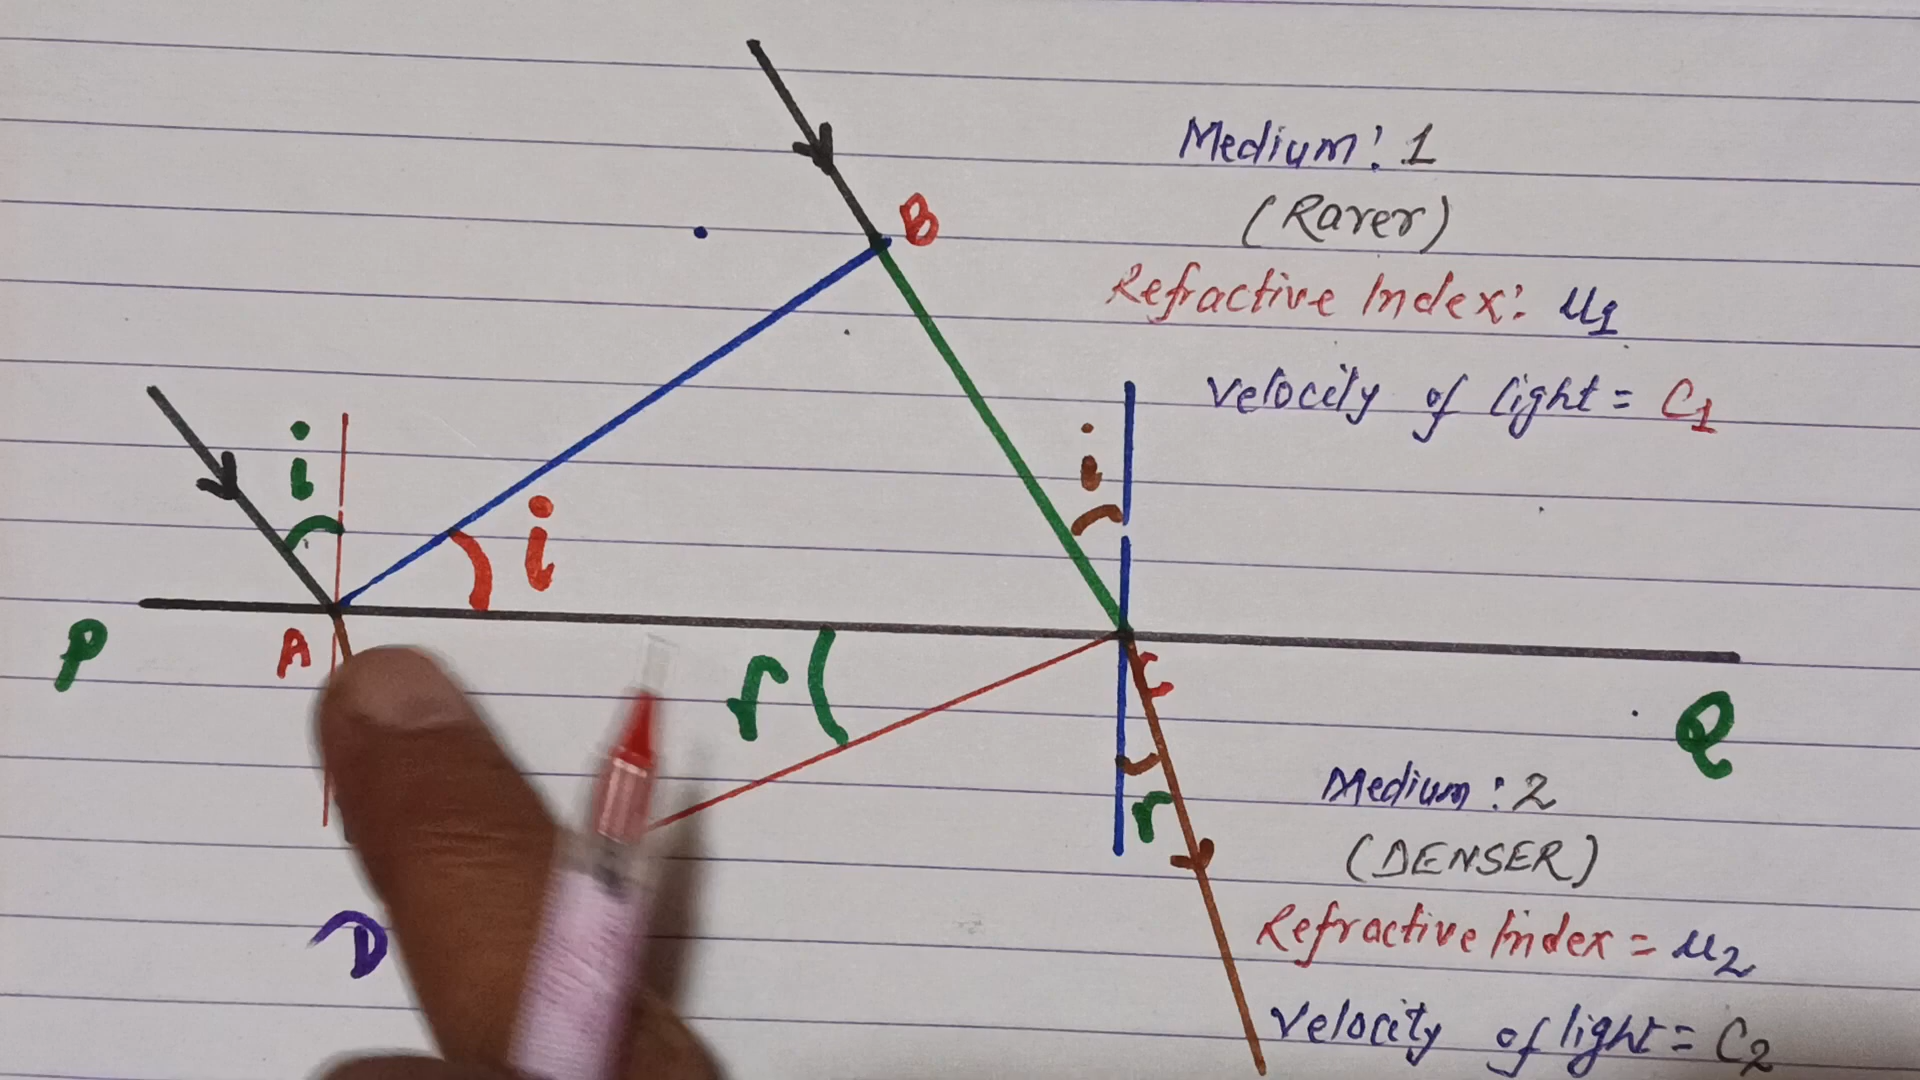 Medium: 1
(Rarer)
Refractive Index: μ1
Velocity of light = C1
B
i
i
i
P
A
r
C
Q
r
D
Medium: 2
(DENSER)
Refractive Index = μ2
Velocity of light = C2